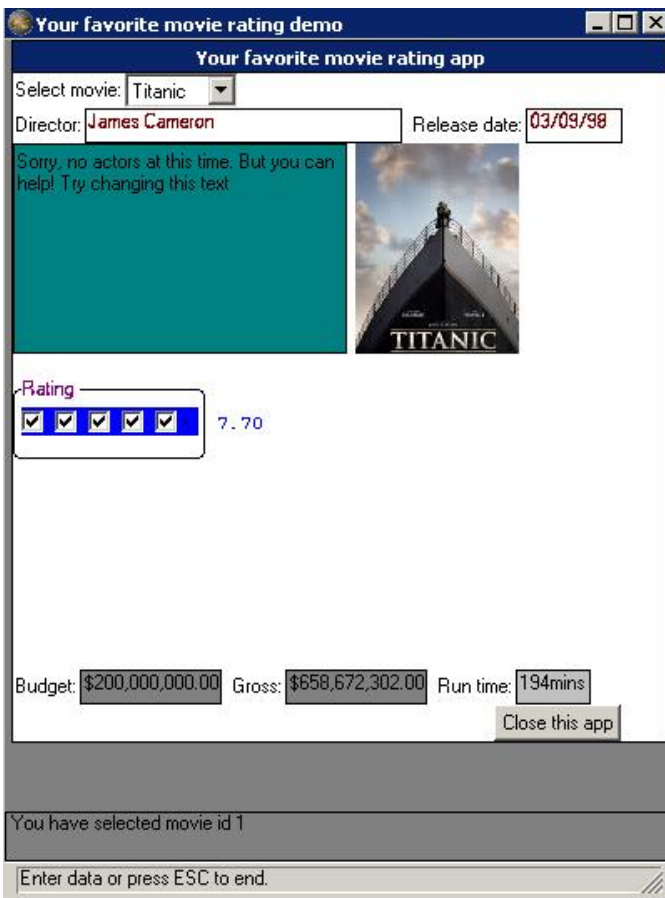 Your favorite movie rating demo
Your favorite movie rating app
Select movie: Titanic
Director: James Cameron Release date: 03/09/98
Sorry, no actors at this time. But you can
help! Try changing this text
TITANIC
Rating
7.70
Budget: $200,000,000.00 Gross: $658,672,302.00 Run time: 194mins
Close this app
You have selected movie id 1
Enter data or press ESC to end.